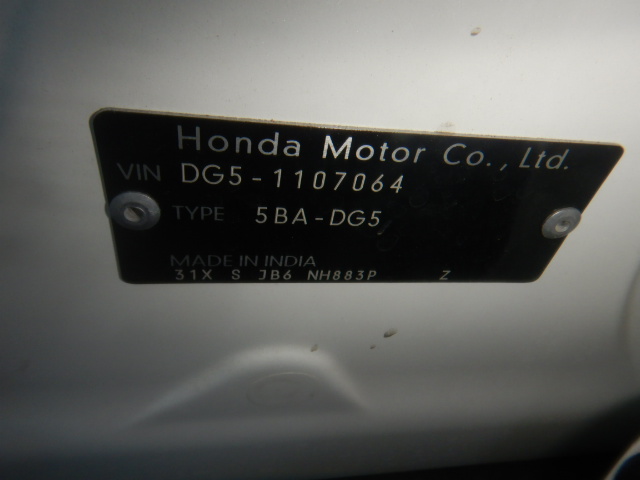 Honda Motor Co., Ltd.
VIN DG5-1107064
TYPE 5BA-DG5
MADE IN INDIA
31X S JB6 NH883P Z